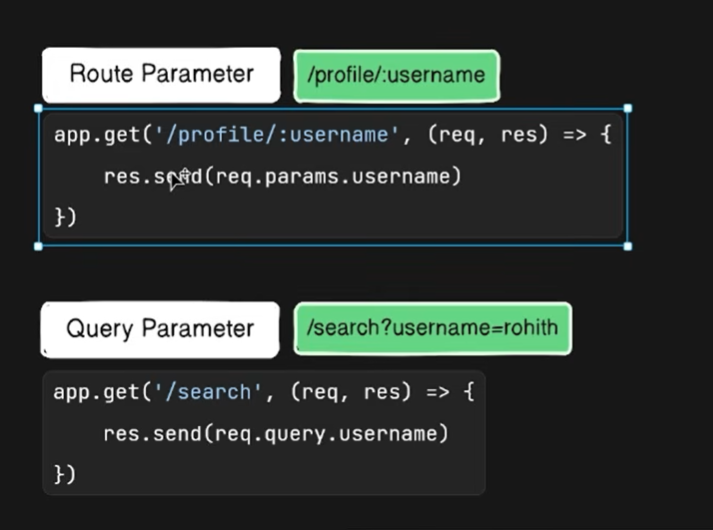 Route Parameter /profile/:username
app.get('/profile/:username', (req, res) => {
res.send(req.params.username)
})
Query Parameter /search?username=rohith
app.get('/search', (req, res) => {
res.send(req.query.username)
})